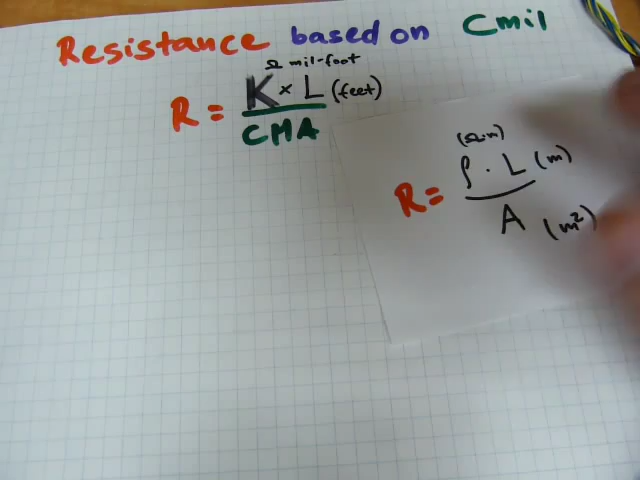 Resistance based on Cmil
Ω mil-foot
R = K × L (feet)
CMA
(Ω·m)
R = ρ · L (m)
A (m²)